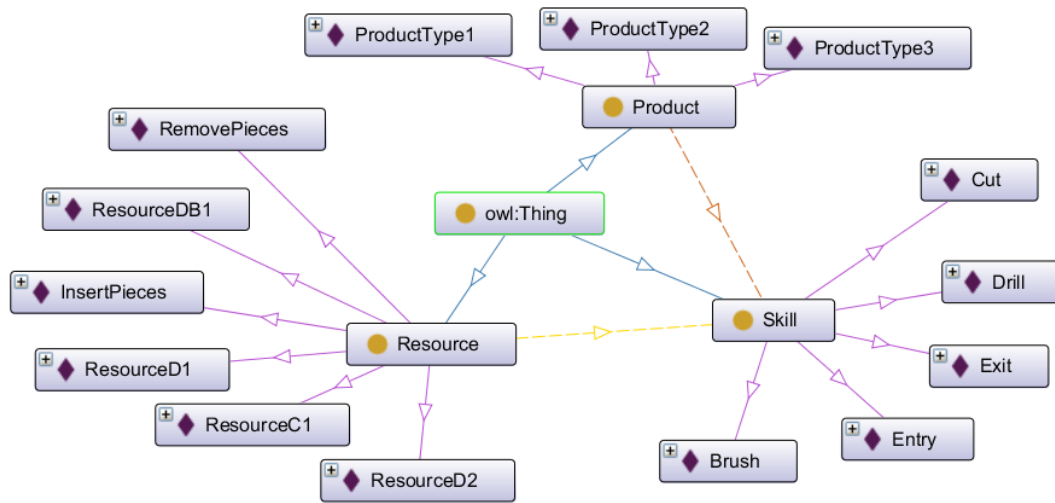 ProductType1
ProductType2
ProductType3
Product
RemovePieces
Cut
ResourceDB1
owl:Thing
Drill
InsertPieces
Skill
Resource
Exit
ResourceD1
ResourceC1
Entry
Brush
ResourceD2